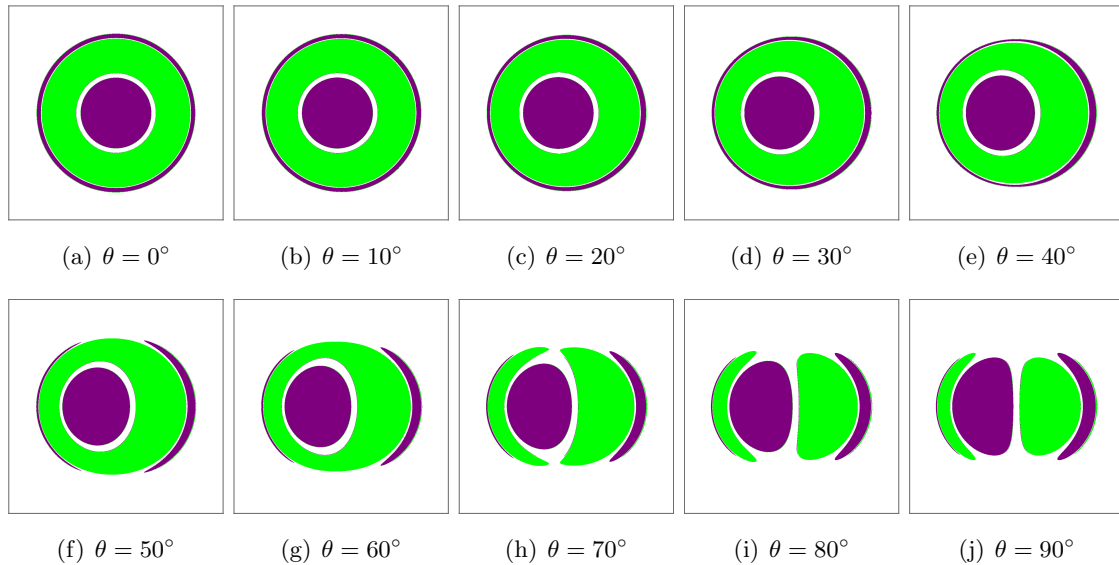 (a) θ = 0° (b) θ = 10° (c) θ = 20° (d) θ = 30° (e) θ = 40°
(f) θ = 50° (g) θ = 60° (h) θ = 70° (i) θ = 80° (j) θ = 90°